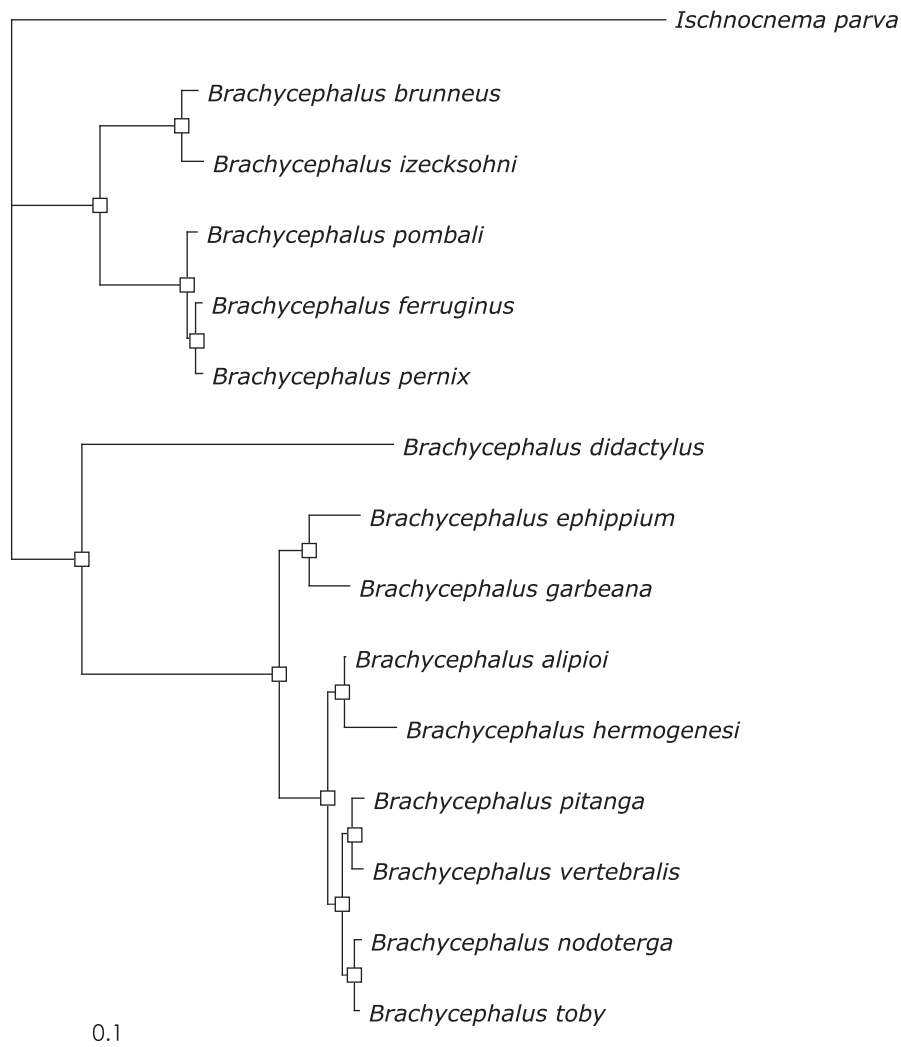 Ischnocnema parva
Brachycephalus brunneus
Brachycephalus izecksohni
Brachycephalus pombali
Brachycephalus ferruginus
Brachycephalus pernix
Brachycephalus didactylus
Brachycephalus ephippium
Brachycephalus garbeana
Brachycephalus alipioi
Brachycephalus hermogenesi
Brachycephalus pitanga
Brachycephalus vertebralis
Brachycephalus nodoterga
Brachycephalus toby
0.1